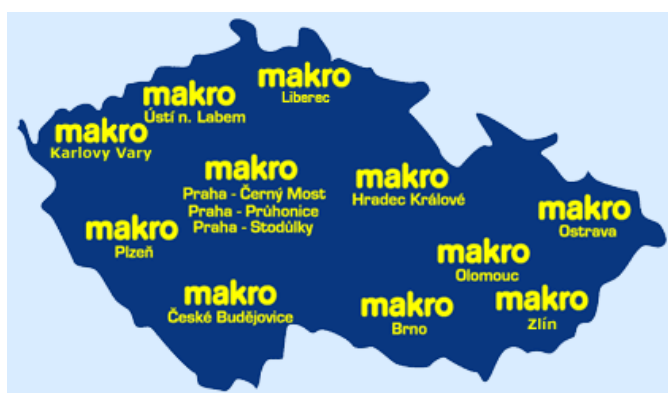 makro
Liberec
makro
Ústí n. Labem
makro
Karlovy Vary
makro
Praha - Černý Most
Praha - Průhonice
Praha - Stodůlky
makro
Hradec Králové
makro
Ostrava
makro
Plzeň
makro
Olomouc
makro
České Budějovice
makro
Brno
makro
Zlín